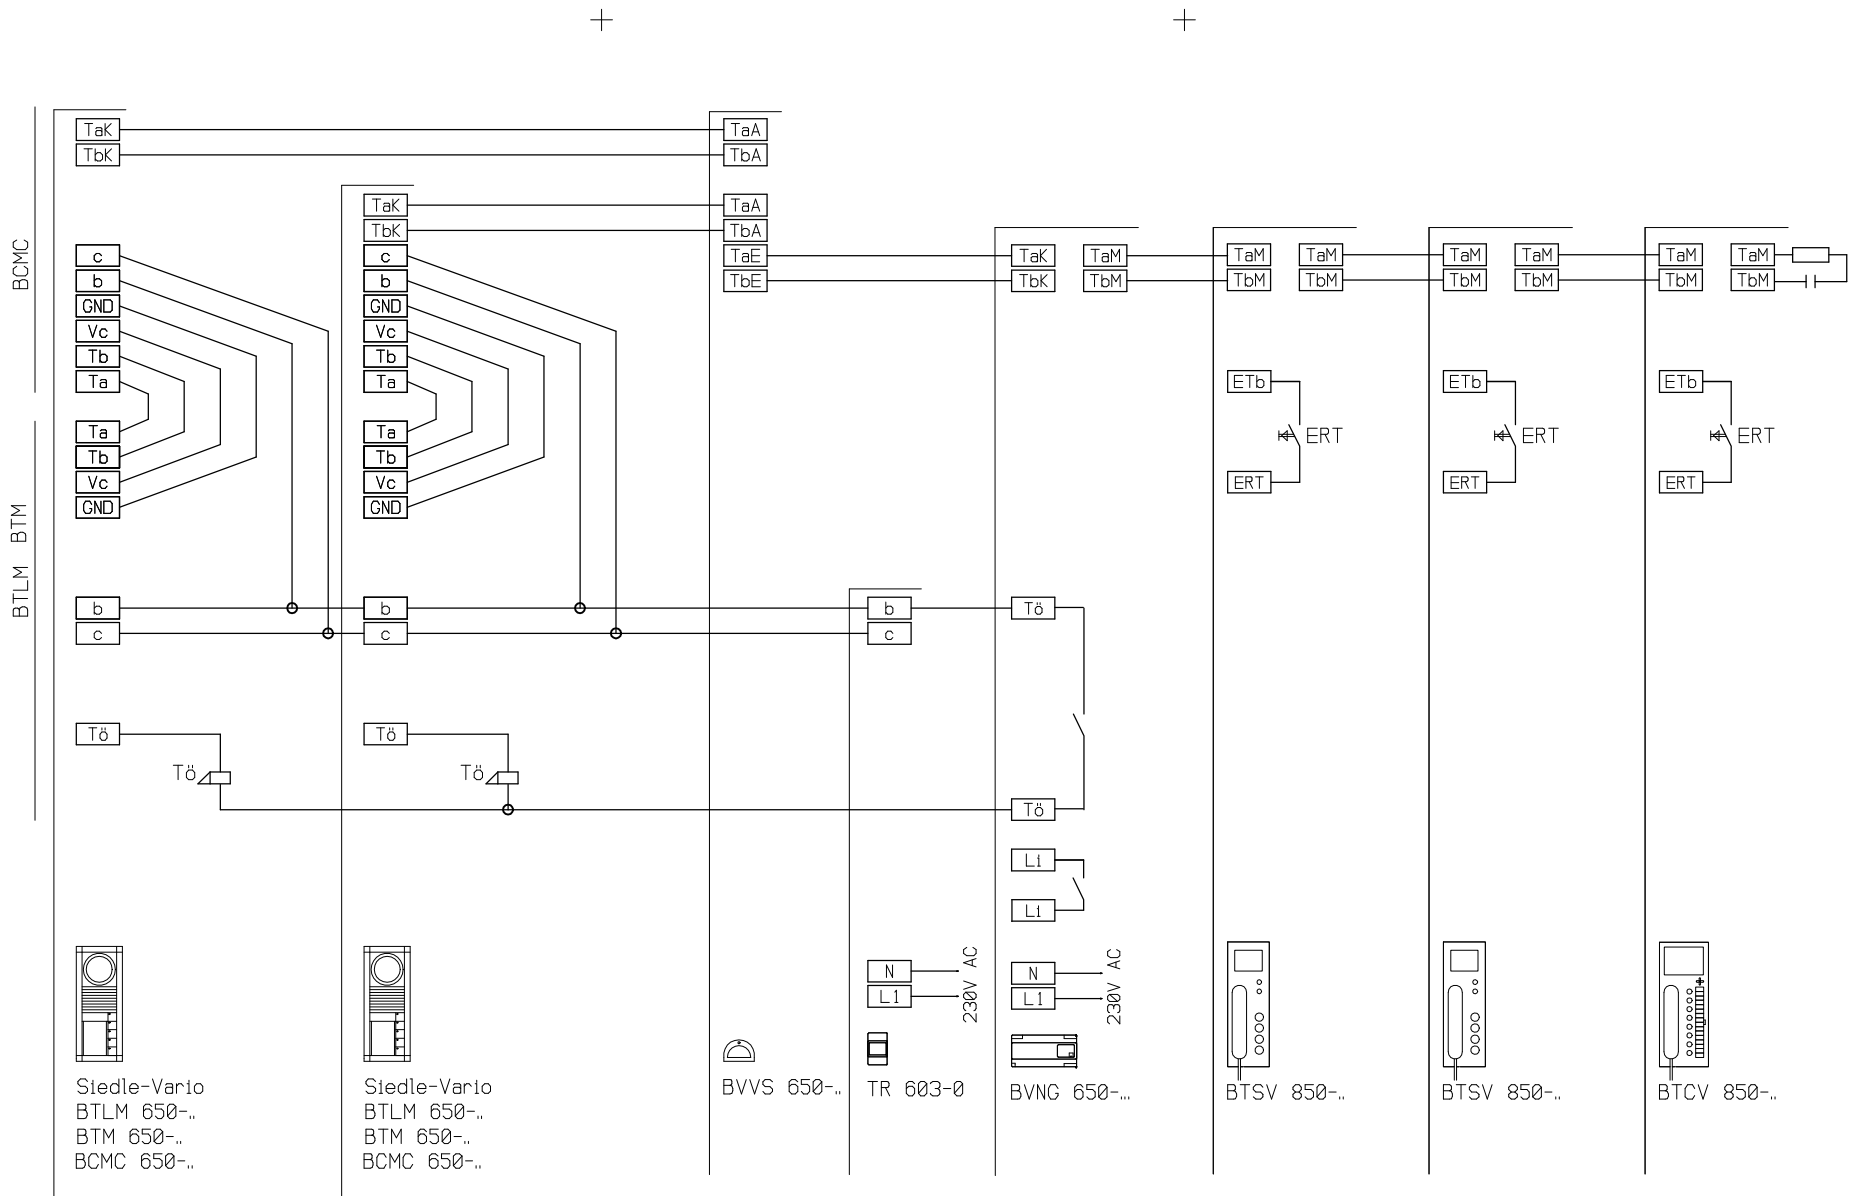 BCMC
BTLM BTM
TaK
TbK
c
b
GND
Vc
Tb
Ta
Ta
Tb
Vc
GND
b
c
Tö
Tö
Siedle-Vario
BTLM 650-..
BTM 650-..
BCMC 650-..
TaK
TbK
c
b
GND
Vc
Tb
Ta
Ta
Tb
Vc
GND
b
c
Tö
Tö
Siedle-Vario
BTLM 650-..
BTM 650-..
BCMC 650-..
TaA
TbA
TaA
TbA
TaE
TbE
BVVS 650-..
b
c
N
L1
230V AC
TR 603-0
TaK TaM
TbK TbM
Tö
Tö
Li
Li
N
L1
230V AC
BVNG 650-...
TaM TaM
TbM TbM
ETb
ERT
ERT
BTSV 850-..
TaM TaM
TbM TbM
ETb
ERT
ERT
BTSV 850-..
TaM TaM
TbM TbM
ETb
ERT
ERT
BTCV 850-..